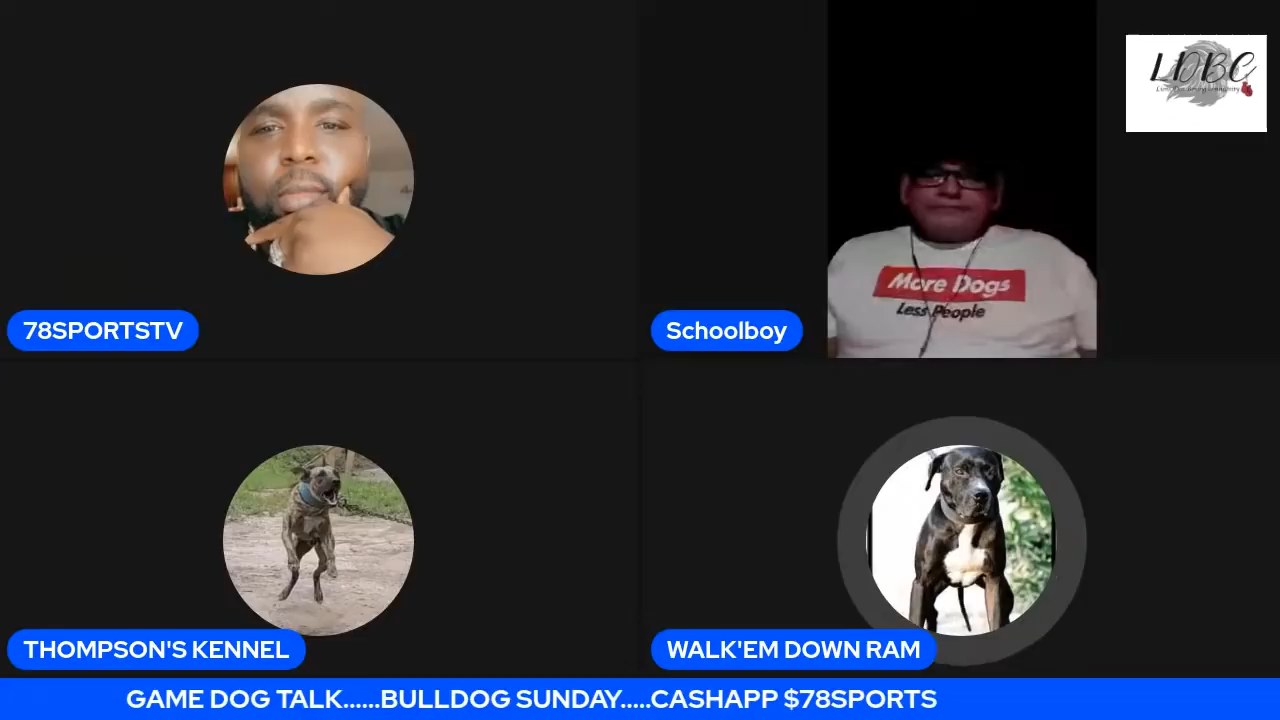 LDBC
78SPORTSTV
More Dogs
Less People
Schoolboy
THOMPSON'S KENNEL
WALK'EM DOWN RAM
GAME DOG TALK......BULLDOG SUNDAY.....CASHAPP $78SPORTS